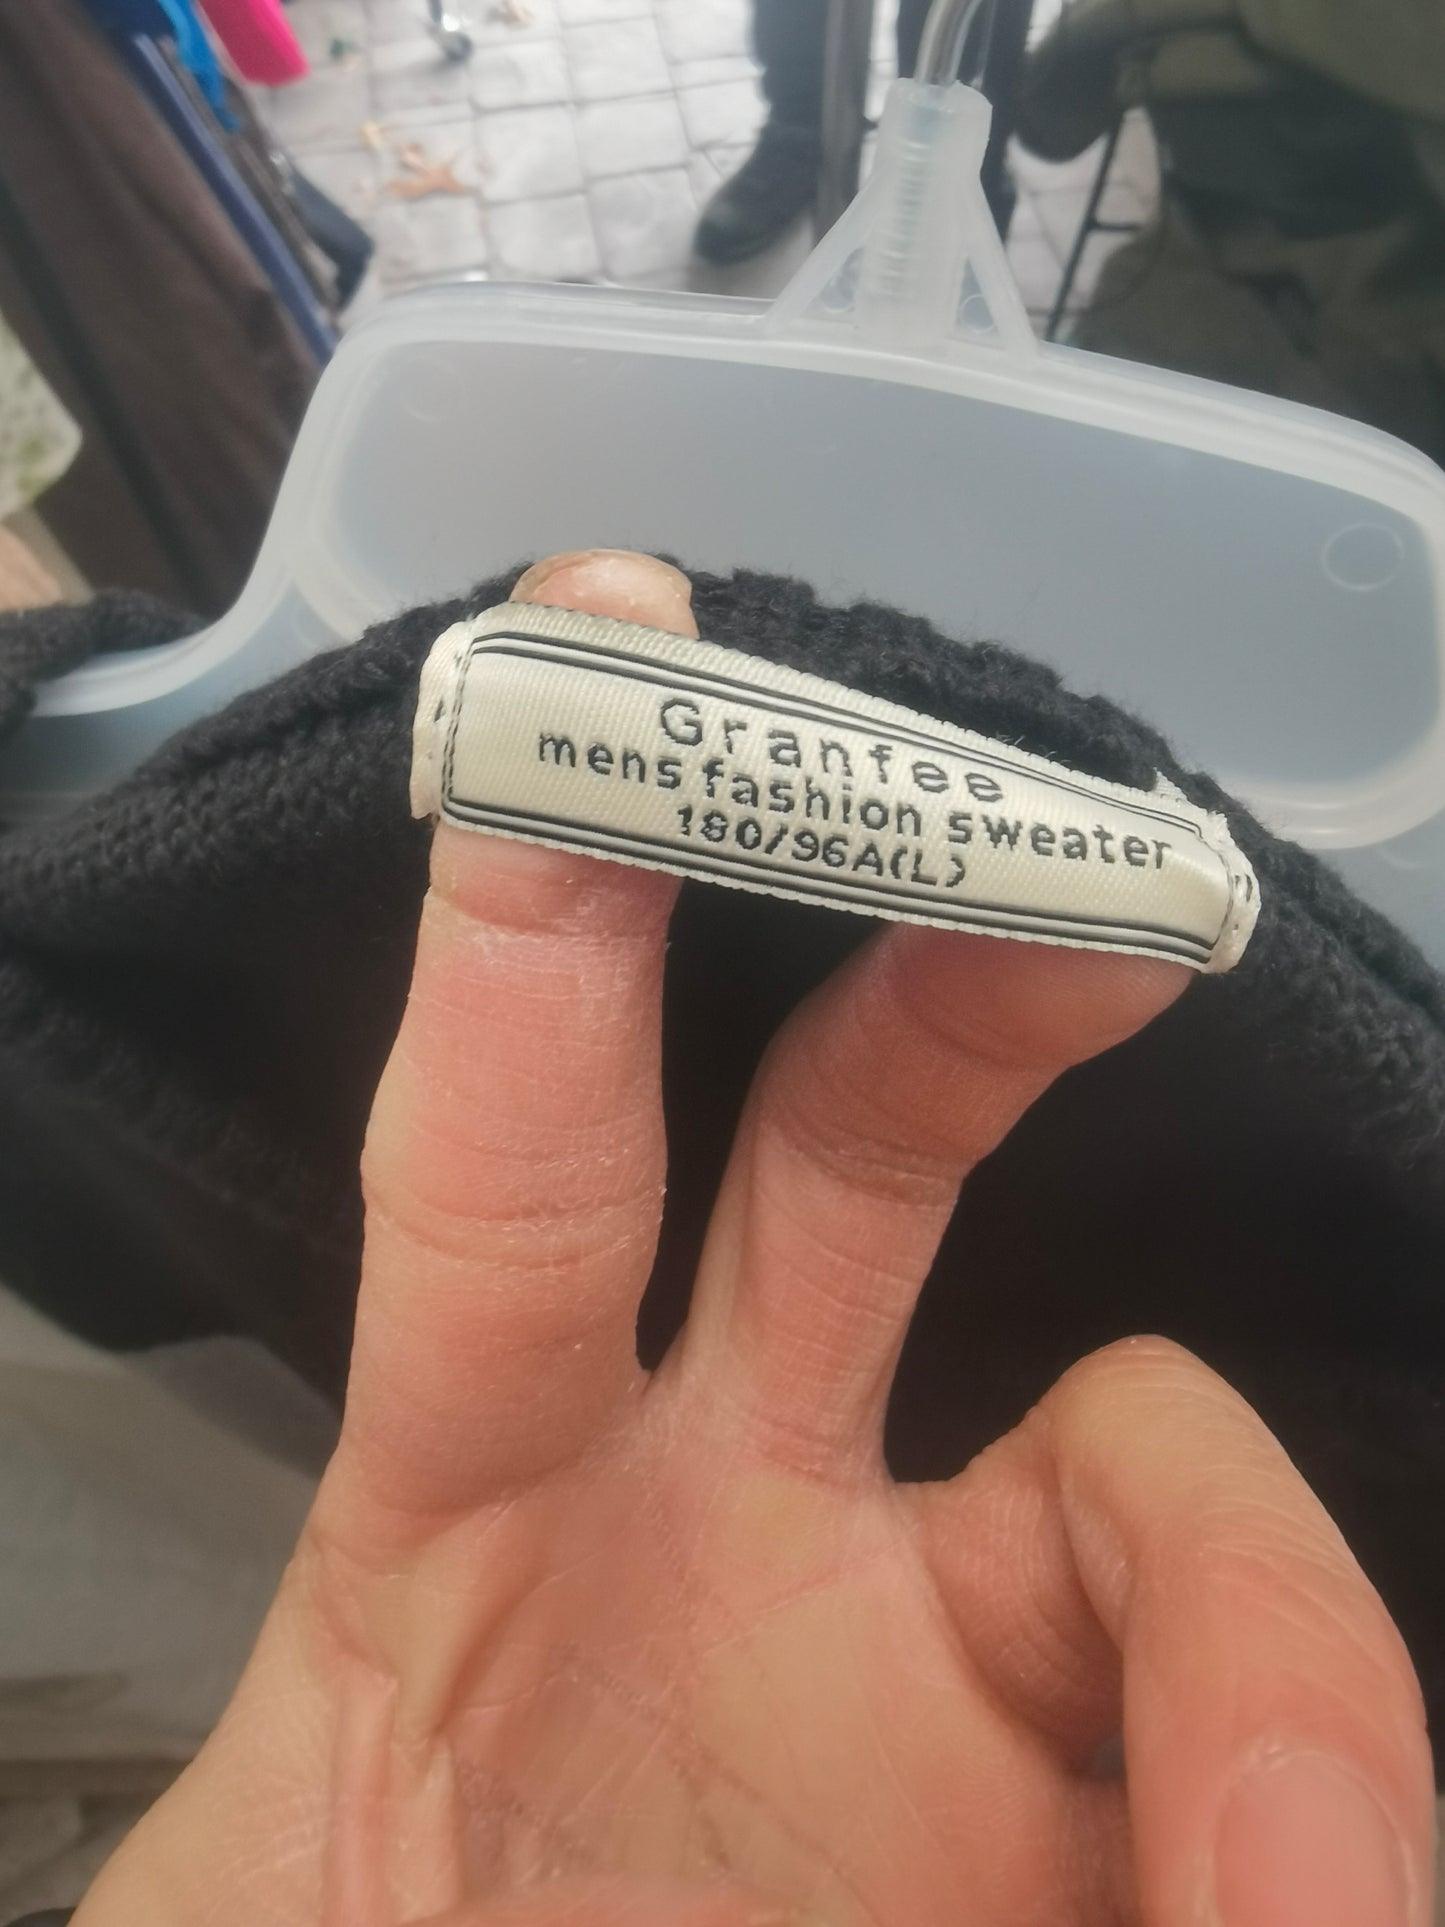 Granfee
mens fashion sweater
180/96A(L)